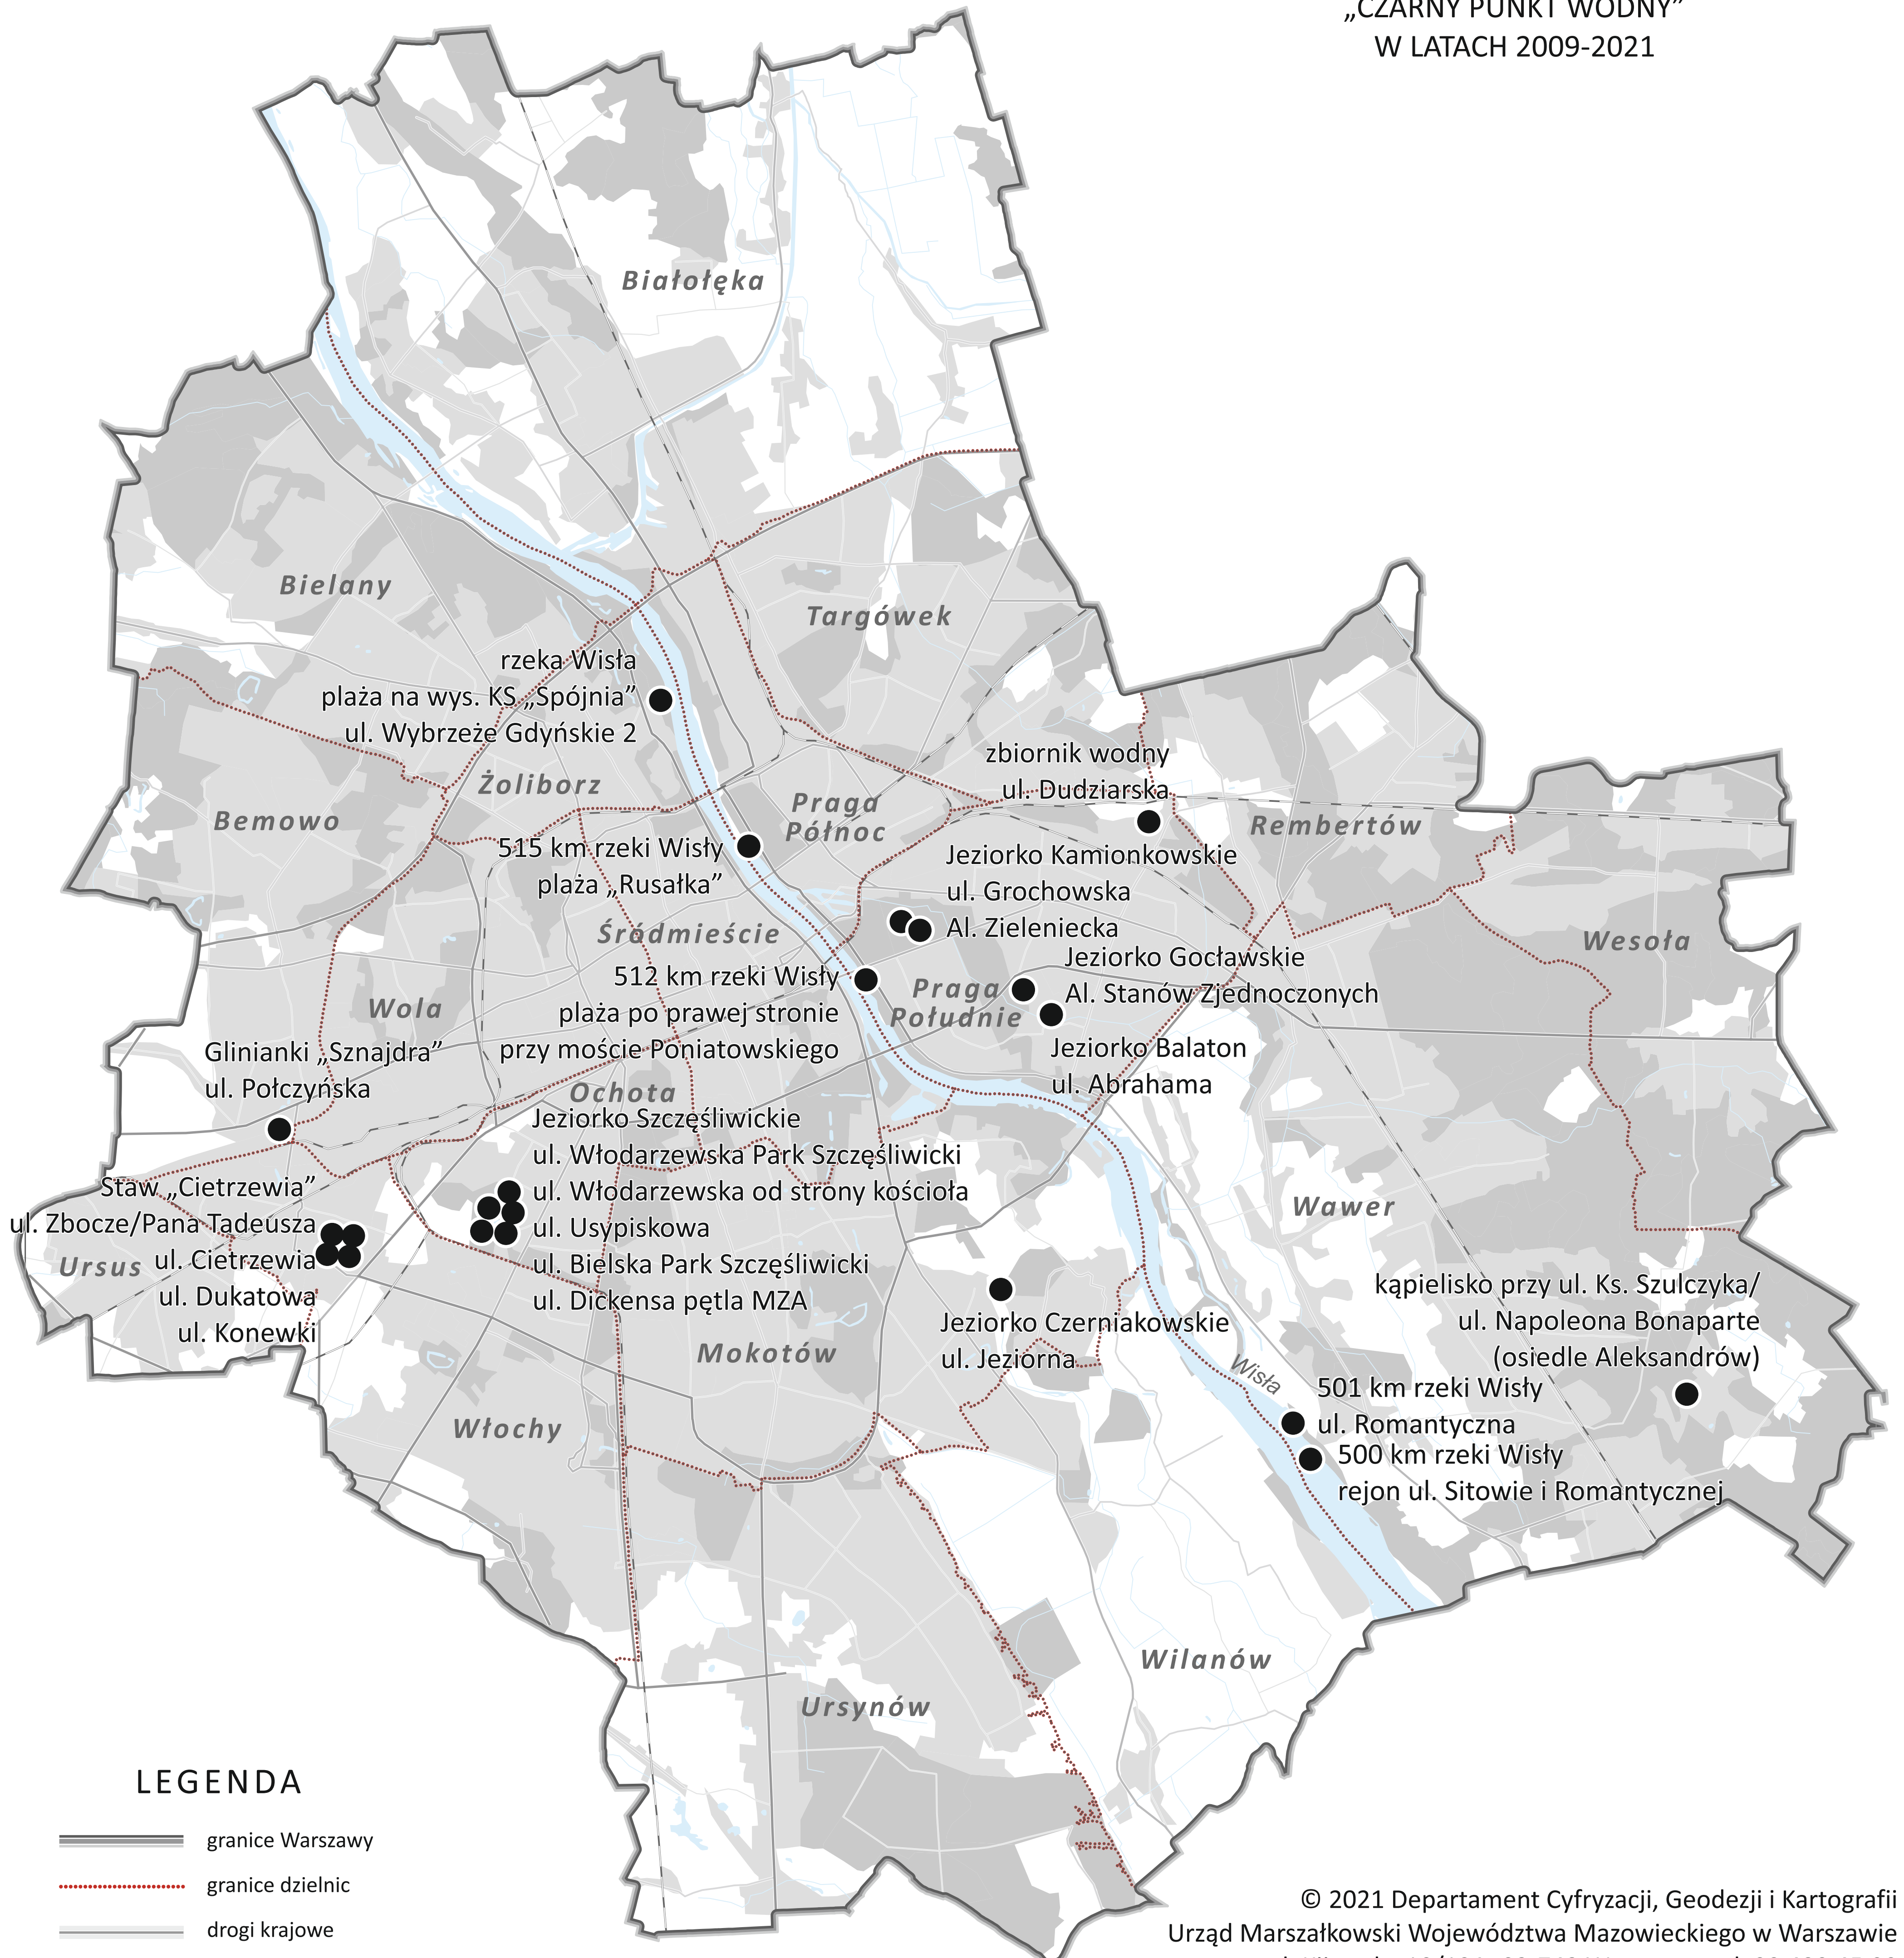 „CZARNY PUNKT WODNY”
W LATACH 2009-2021
Białołęka
Bielany
Targówek
rzeka Wisła
plaża na wys. KS „Spójnia”
ul. Wybrzeże Gdyńskie 2
zbiornik wodny
ul. Dudziarska
Żoliborz
Praga
Północ
Bemowo
Rembertów
515 km rzeki Wisły
plaża „Rusałka”
Jeziorko Kamionkowskie
ul. Grochowska
Al. Zieleniecka
Śródmieście
Wesoła
Jeziorko Gocławskie
Al. Stanów Zjednoczonych
512 km rzeki Wisły
plaża po prawej stronie
przy moście Poniatowskiego
Praga
Południe
Wola
Jeziorko Balaton
ul. Abrahama
Glinianki „Sznajdra”
ul. Połczyńska
Ochota
Jeziorko Szczęśliwickie
ul. Włodarzewska Park Szczęśliwicki
ul. Włodarzewska od strony kościoła
ul. Usypiskowa
ul. Bielska Park Szczęśliwicki
ul. Dickensa pętla MZA
Staw „Cietrzewia”
ul. Zbocze/Pana Tadeusza
ul. Cietrzewia
ul. Dukatowa
ul. Konewki
Ursus
Wawer
kąpielisko przy ul. Ks. Szulczyka/
ul. Napoleona Bonaparte
(osiedle Aleksandrów)
Jeziorko Czerniakowskie
ul. Jeziorna
Mokotów
Wisła
501 km rzeki Wisły
ul. Romantyczna
500 km rzeki Wisły
rejon ul. Sitowie i Romantycznej
Włochy
Wilanów
Ursynów
LEGENDA
granice Warszawy
granice dzielnic
drogi krajowe
© 2021 Departament Cyfryzacji, Geodezji i Kartografii
Urząd Marszałkowski Województwa Mazowieckiego w Warszawie